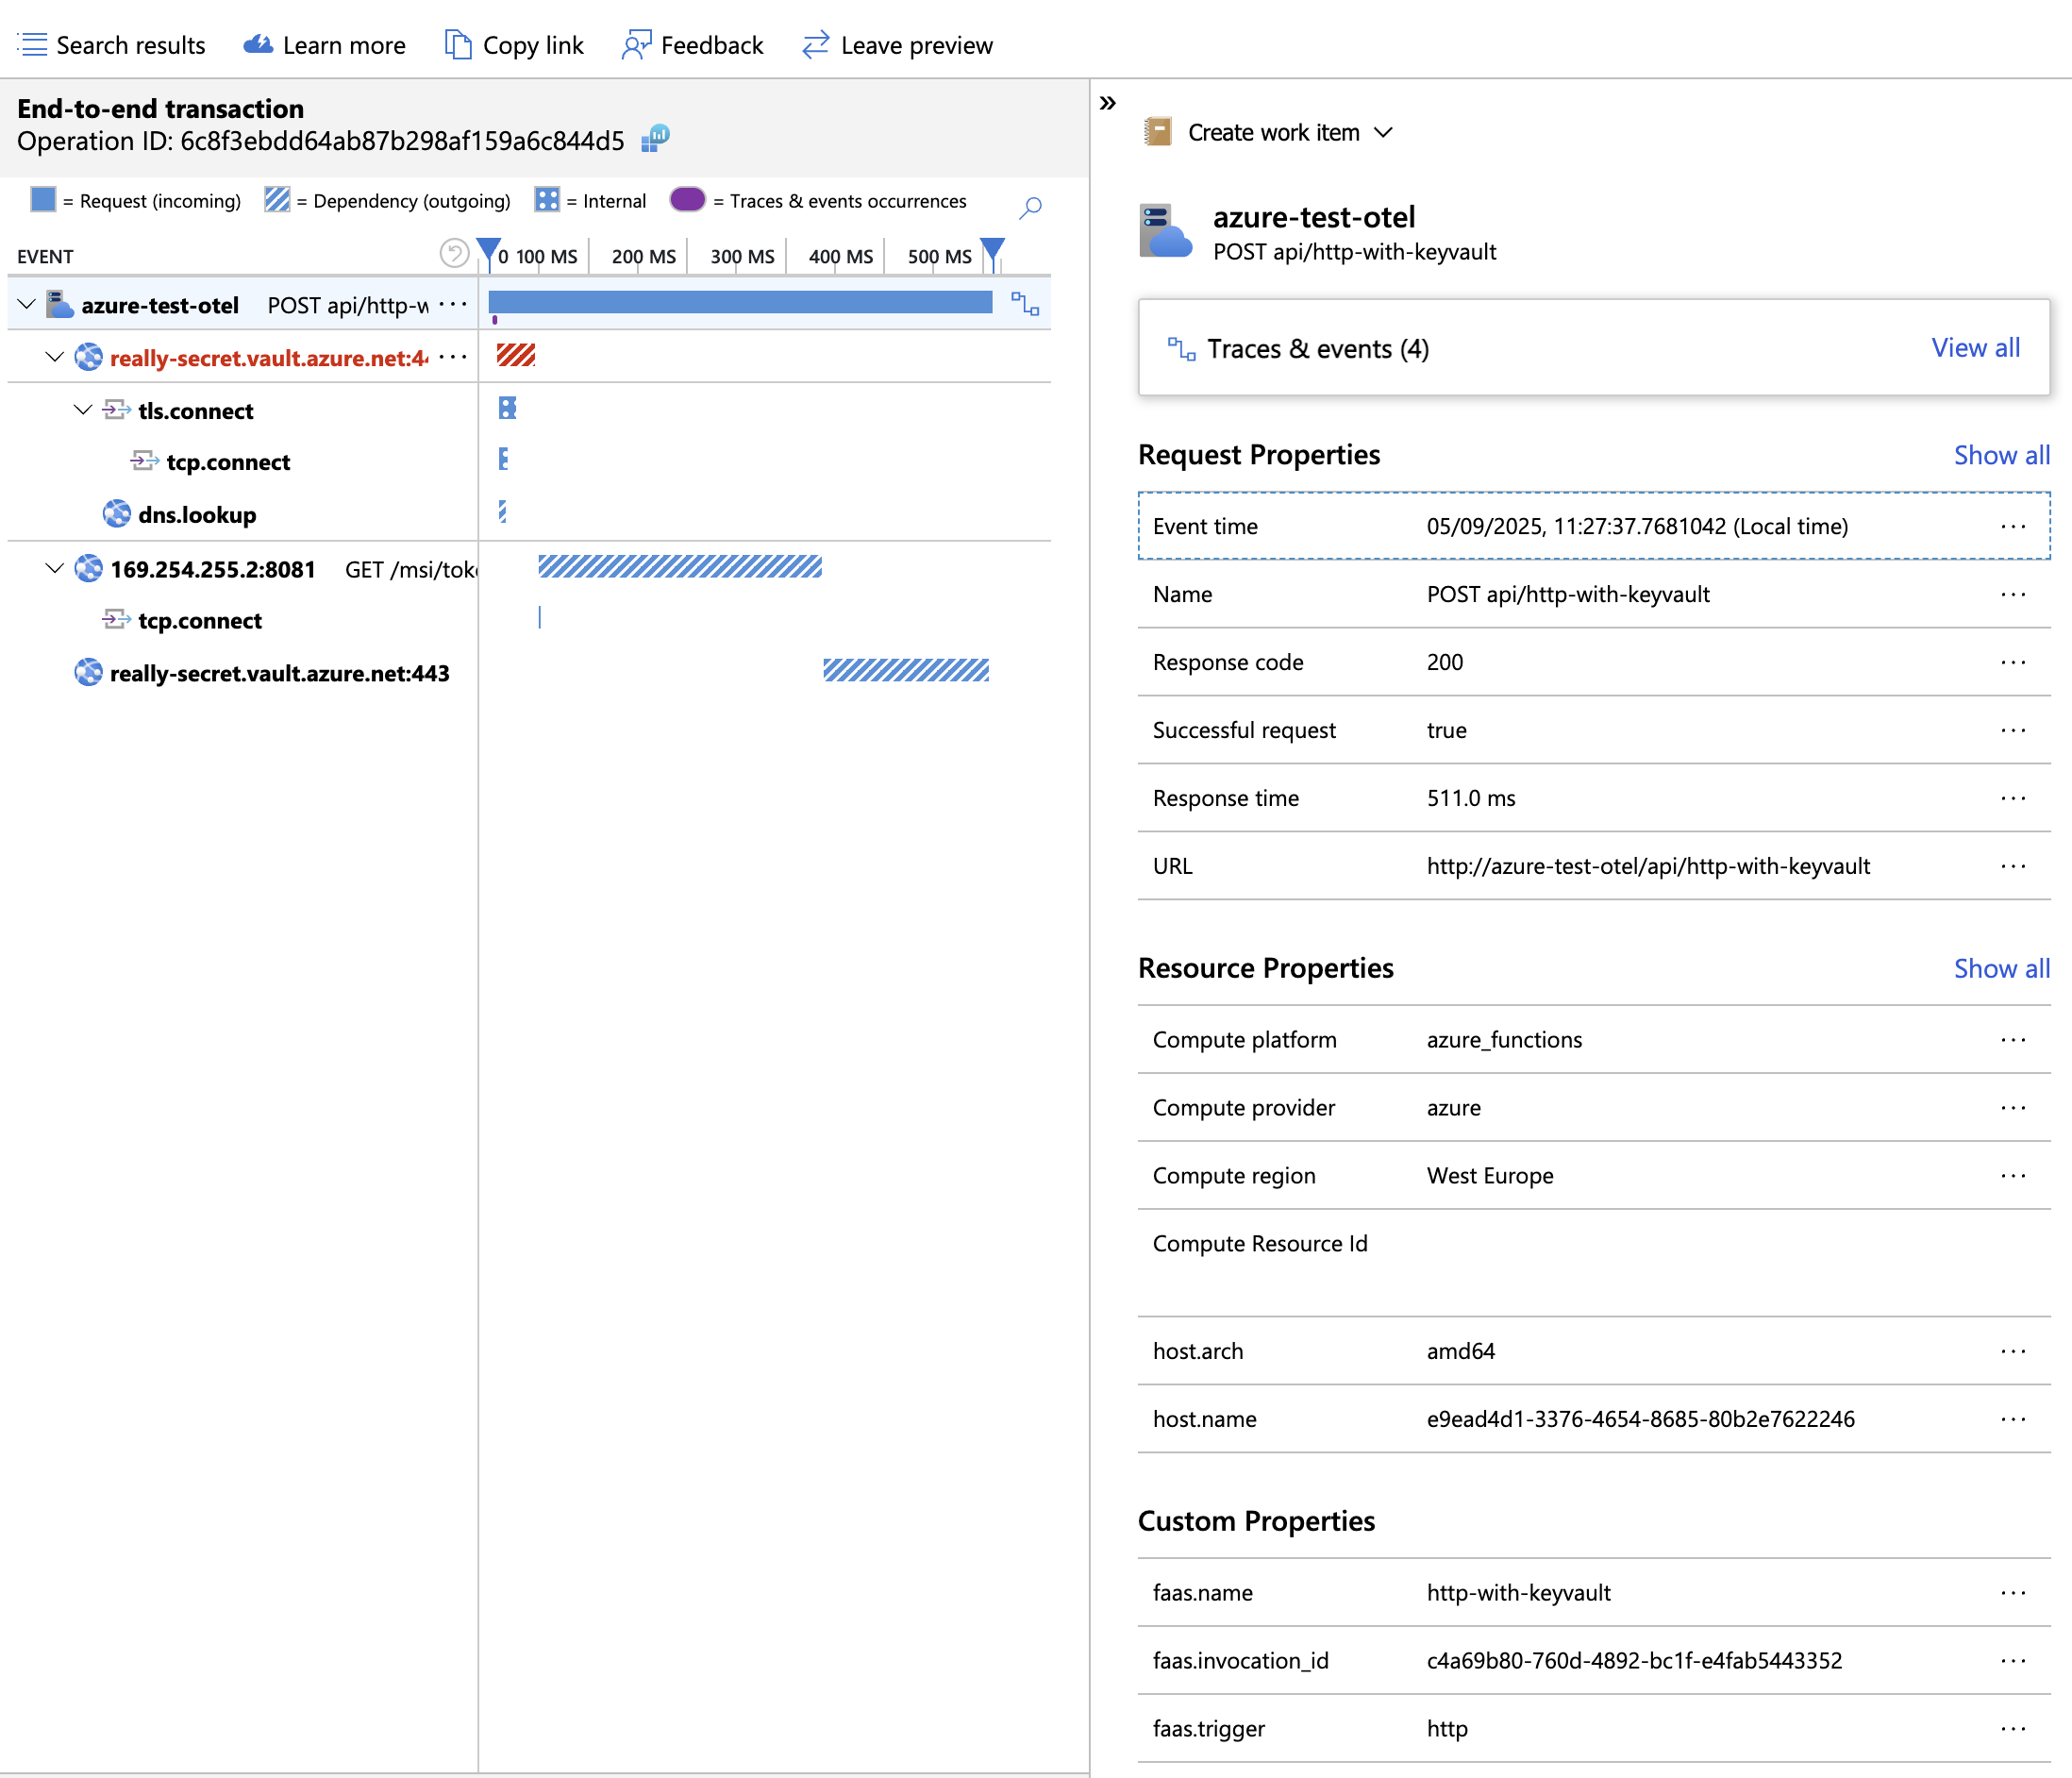 Search results Learn more Copy link Feedback Leave preview
End-to-end transaction
Operation ID: 6c8f3ebdd64ab87b298af159a6c844d5
= Request (incoming) = Dependency (outgoing) = Internal = Traces & events occurrences
EVENT 0 100 MS 200 MS 300 MS 400 MS 500 MS
azure-test-otel POST api/http-w ···
really-secret.vault.azure.net:4 ···
tls.connect
tcp.connect
dns.lookup
169.254.255.2:8081 GET /msi/tok
tcp.connect
really-secret.vault.azure.net:443
»
Create work item
azure-test-otel
POST api/http-with-keyvault
Traces & events (4) View all
Request Properties Show all
Event time 05/09/2025, 11:27:37.7681042 (Local time) ···
Name POST api/http-with-keyvault ···
Response code 200 ···
Successful request true ···
Response time 511.0 ms ···
URL http://azure-test-otel/api/http-with-keyvault ···
Resource Properties Show all
Compute platform azure_functions ···
Compute provider azure ···
Compute region West Europe ···
Compute Resource Id
host.arch amd64 ···
host.name e9ead4d1-3376-4654-8685-80b2e7622246 ···
Custom Properties
faas.name http-with-keyvault ···
faas.invocation_id c4a69b80-760d-4892-bc1f-e4fab5443352 ···
faas.trigger http ···